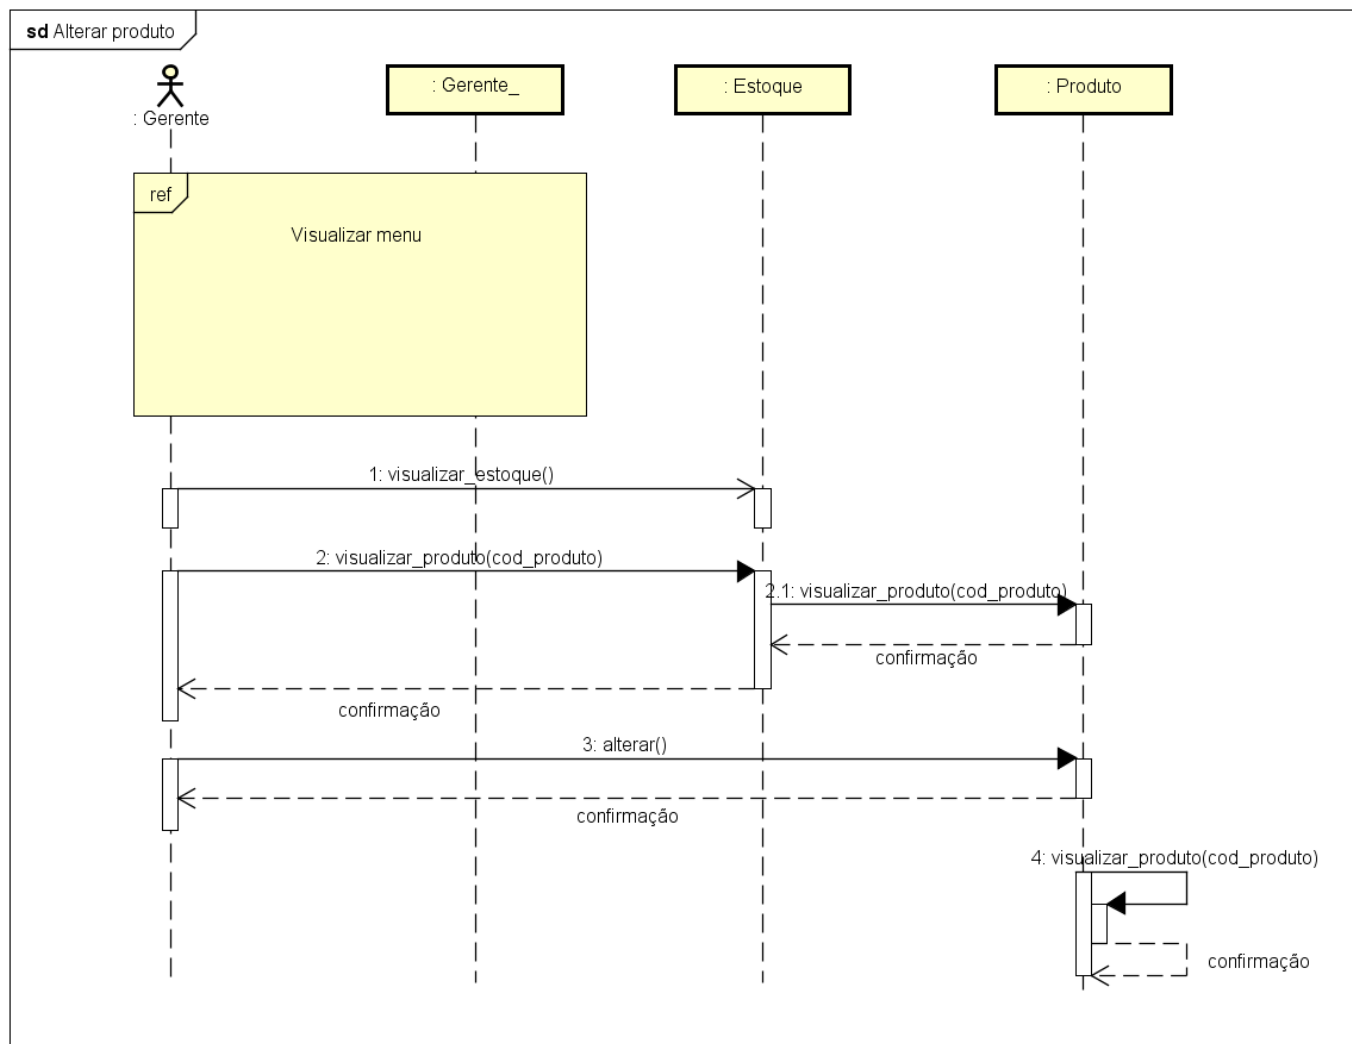 sd Alterar produto
: Gerente
: Gerente_
: Estoque
: Produto
ref
Visualizar menu
1: visualizar_estoque()
2: visualizar_produto(cod_produto)
2.1: visualizar_produto(cod_produto)
confirmação
confirmação
3: alterar()
confirmação
4: visualizar_produto(cod_produto)
confirmação